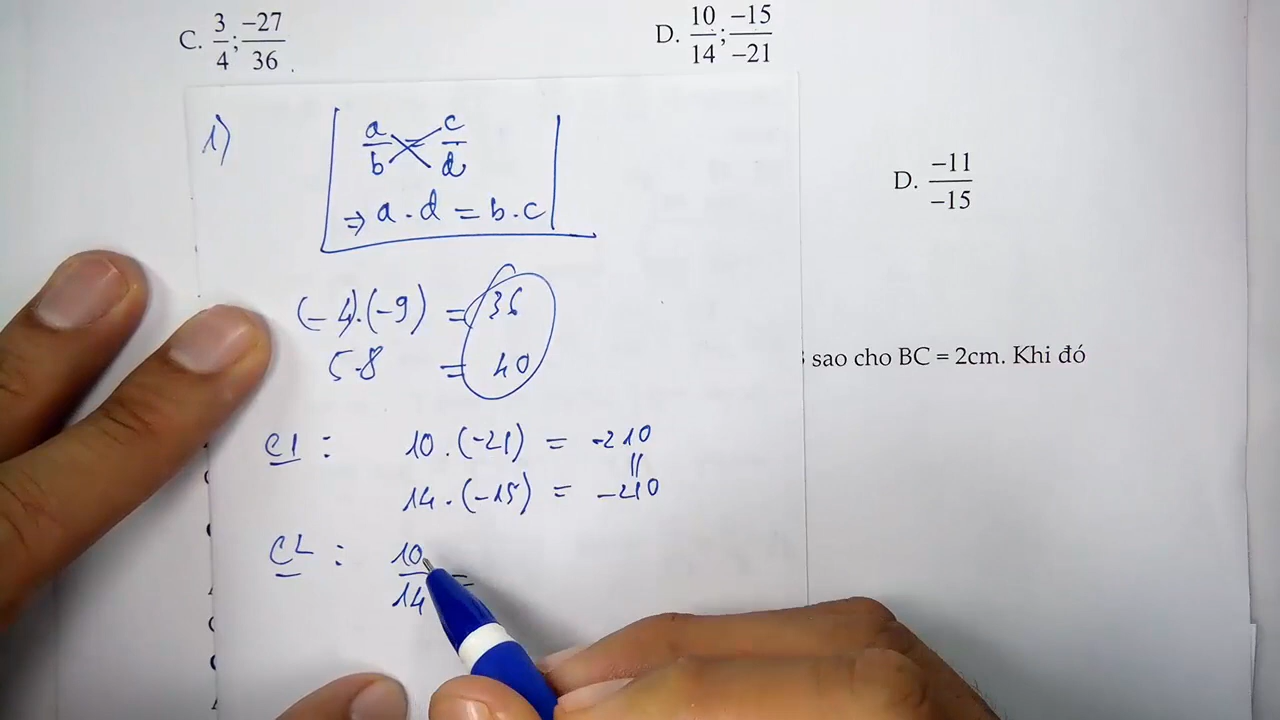 C. 3/4 ; −27/36 .
D. 10/14 ; −15/−21
1)
a/b = c/d
⇒ a . d = b . c
(−4).(−9) = 36
5.8 = 40
C1 : 10 . (−21) = −210
=
14 . (−15) = −210
C2 : 10/14 =
D. −11/−15
sao cho BC = 2cm. Khi đó